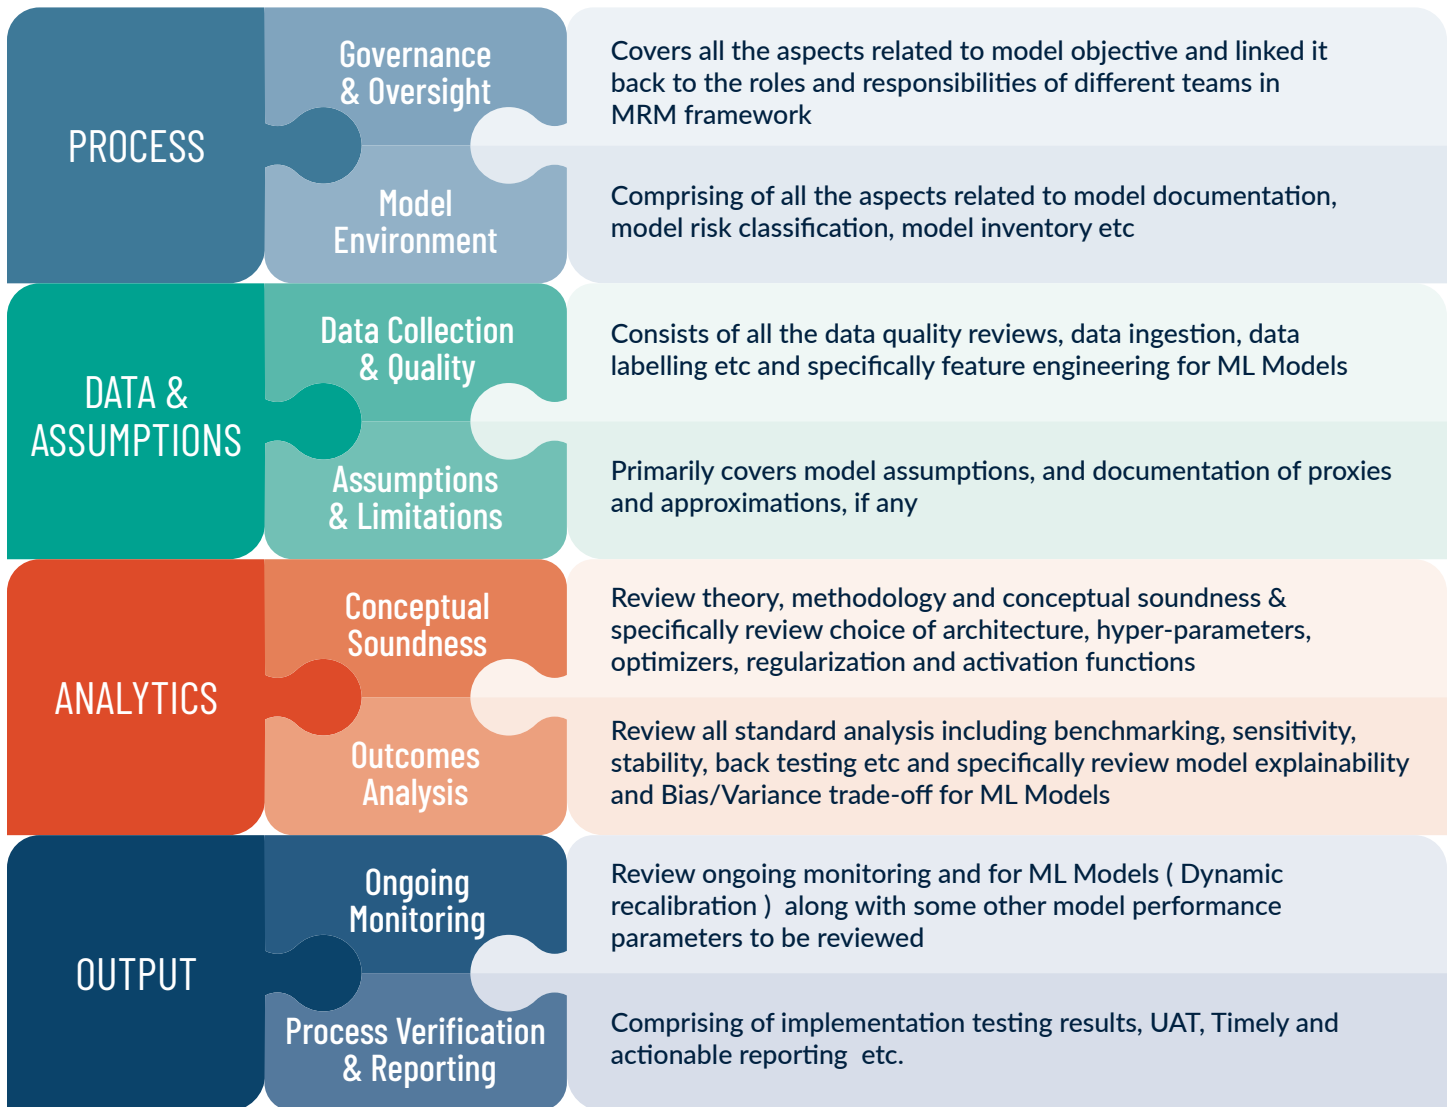 PROCESS
Governance
& Oversight
Covers all the aspects related to model objective and linked it
back to the roles and responsibilities of different teams in
MRM framework
Model
Environment
Comprising of all the aspects related to model documentation,
model risk classification, model inventory etc
DATA &
ASSUMPTIONS
Data Collection
& Quality
Consists of all the data quality reviews, data ingestion, data
labelling etc and specifically feature engineering for ML Models
Assumptions
& Limitations
Primarily covers model assumptions, and documentation of proxies
and approximations, if any
ANALYTICS
Conceptual
Soundness
Review theory, methodology and conceptual soundness &
specifically review choice of architecture, hyper-parameters,
optimizers, regularization and activation functions
Outcomes
Analysis
Review all standard analysis including benchmarking, sensitivity,
stability, back testing etc and specifically review model explainability
and Bias/Variance trade-off for ML Models
OUTPUT
Ongoing
Monitoring
Review ongoing monitoring and for ML Models ( Dynamic
recalibration )  along with some other model performance
parameters to be reviewed
Process Verification
& Reporting
Comprising of implementation testing results, UAT, Timely and
actionable reporting  etc.